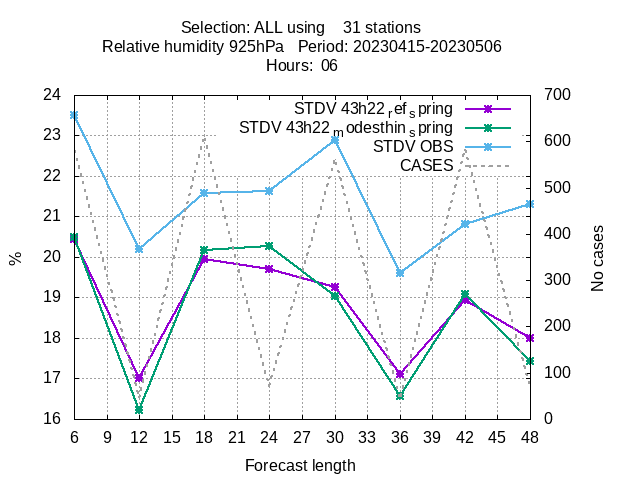 Selection: ALL using    31 stations
Relative humidity 925hPa   Period: 20230415-20230506
Hours:  06
STDV 43h22 ref spring
STDV 43h22 modesthin spring
STDV OBS
CASES
24
23
22
21
20
19
18
17
16
%
700
600
500
400
300
200
100
0
No cases
6 9 12 15 18 21 24 27 30 33 36 39 42 45 48
Forecast length